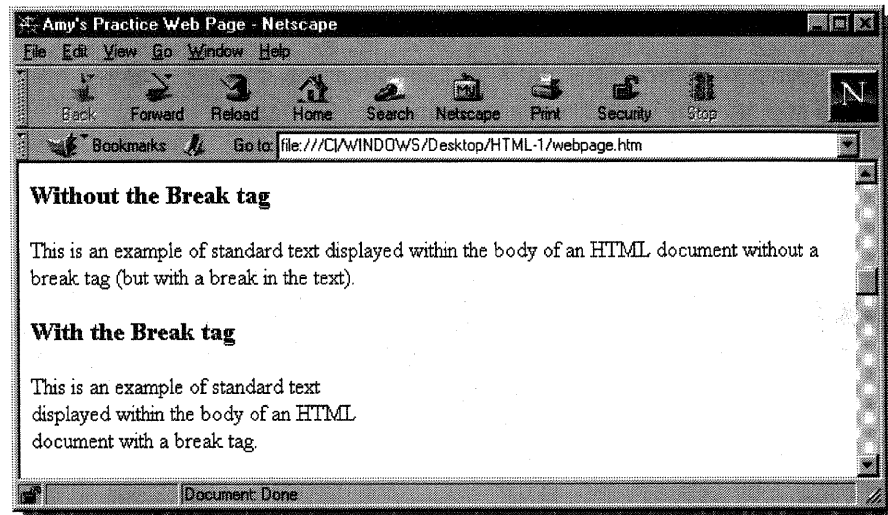 Amy's Practice Web Page - Netscape
File Edit View Go Window Help
My N
Back Forward Reload Home Search Netscape Print Security Stop
Bookmarks Go to: file:///C|/WINDOWS/Desktop/HTML-1/webpage.htm
Without the Break tag
This is an example of standard text displayed within the body of an HTML document without a
break tag (but with a break in the text).
With the Break tag
This is an example of standard text
displayed within the body of an HTML
document with a break tag.
Document: Done